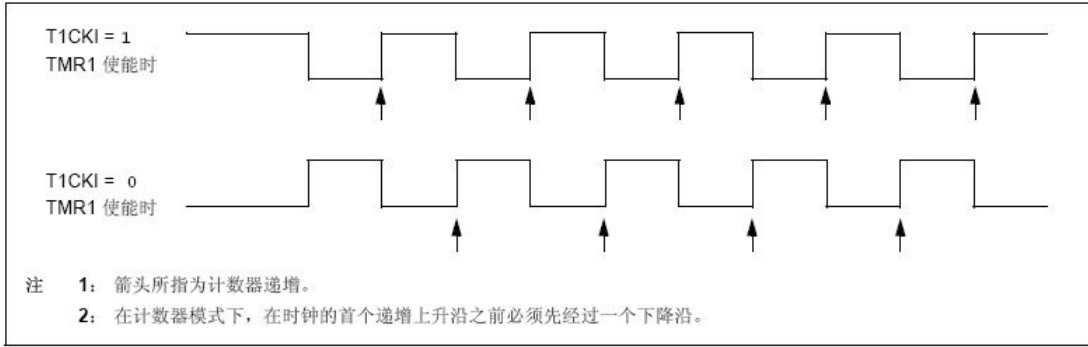 T1CKI = 1
TMR1 使能时
T1CKI = 0
TMR1 使能时
注 1： 箭头所指为计数器递增。
2： 在计数器模式下，在时钟的首个递增上升沿之前必须先经过一个下降沿。